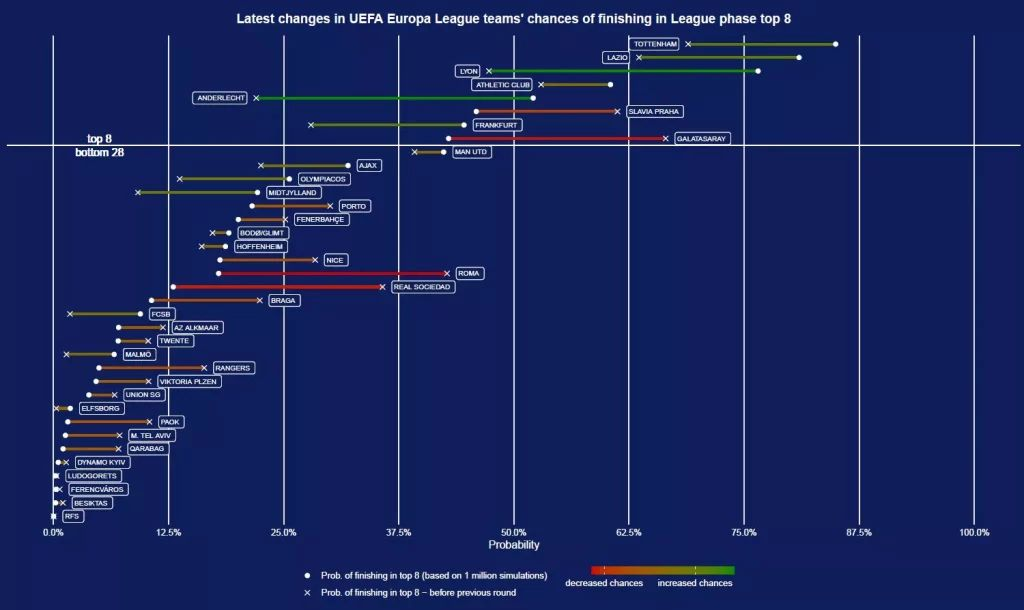 Latest changes in UEFA Europa League teams' chances of finishing in League phase top 8
TOTTENHAM
LAZIO
LYON
ATHLETIC CLUB
ANDERLECHT
SLAVIA PRAHA
FRANKFURT
GALATASARAY
top 8
bottom 28
MAN UTD
AJAX
OLYMPIACOS
MIDTJYLLAND
PORTO
FENERBAHÇE
BODØ/GLIMT
HOFFENHEIM
NICE
ROMA
REAL SOCIEDAD
BRAGA
FCSB
AZ ALKMAAR
TWENTE
MALMÖ
RANGERS
VIKTORIA PLZEN
UNION SG
ELFSBORG
PAOK
M. TEL AVIV
QARABAG
DYNAMO KYIV
LUDOGORETS
FERENCVÁROS
BESIKTAS
RFS
0.0% 12.5% 25.0% 37.5% 50.0% 62.5% 75.0% 87.5% 100.0%
Probability
Prob. of finishing in top 8 (based on 1 million simulations)
Prob. of finishing in top 8 − before previous round
decreased chances increased chances